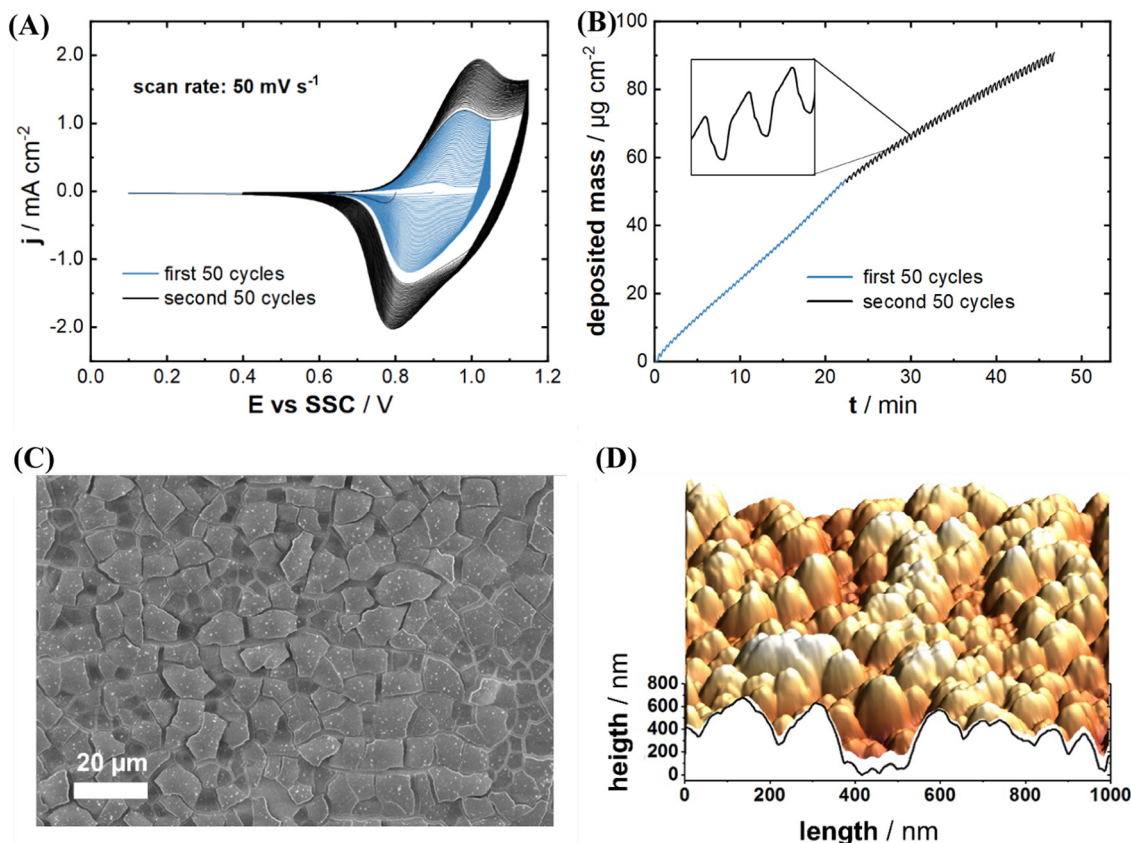 (A)
2.0
1.0
0.0
-1.0
-2.0
j / mA cm-2
scan rate: 50 mV s-1
first 50 cycles
second 50 cycles
0.0 0.2 0.4 0.6 0.8 1.0 1.2
E vs SSC / V
(B)
100
80
60
40
20
0
deposited mass / µg cm-2
first 50 cycles
second 50 cycles
0 10 20 30 40 50
t / min
(C)
20 µm
(D)
800
600
400
200
0
heigth / nm
0 200 400 600 800 1000
length / nm